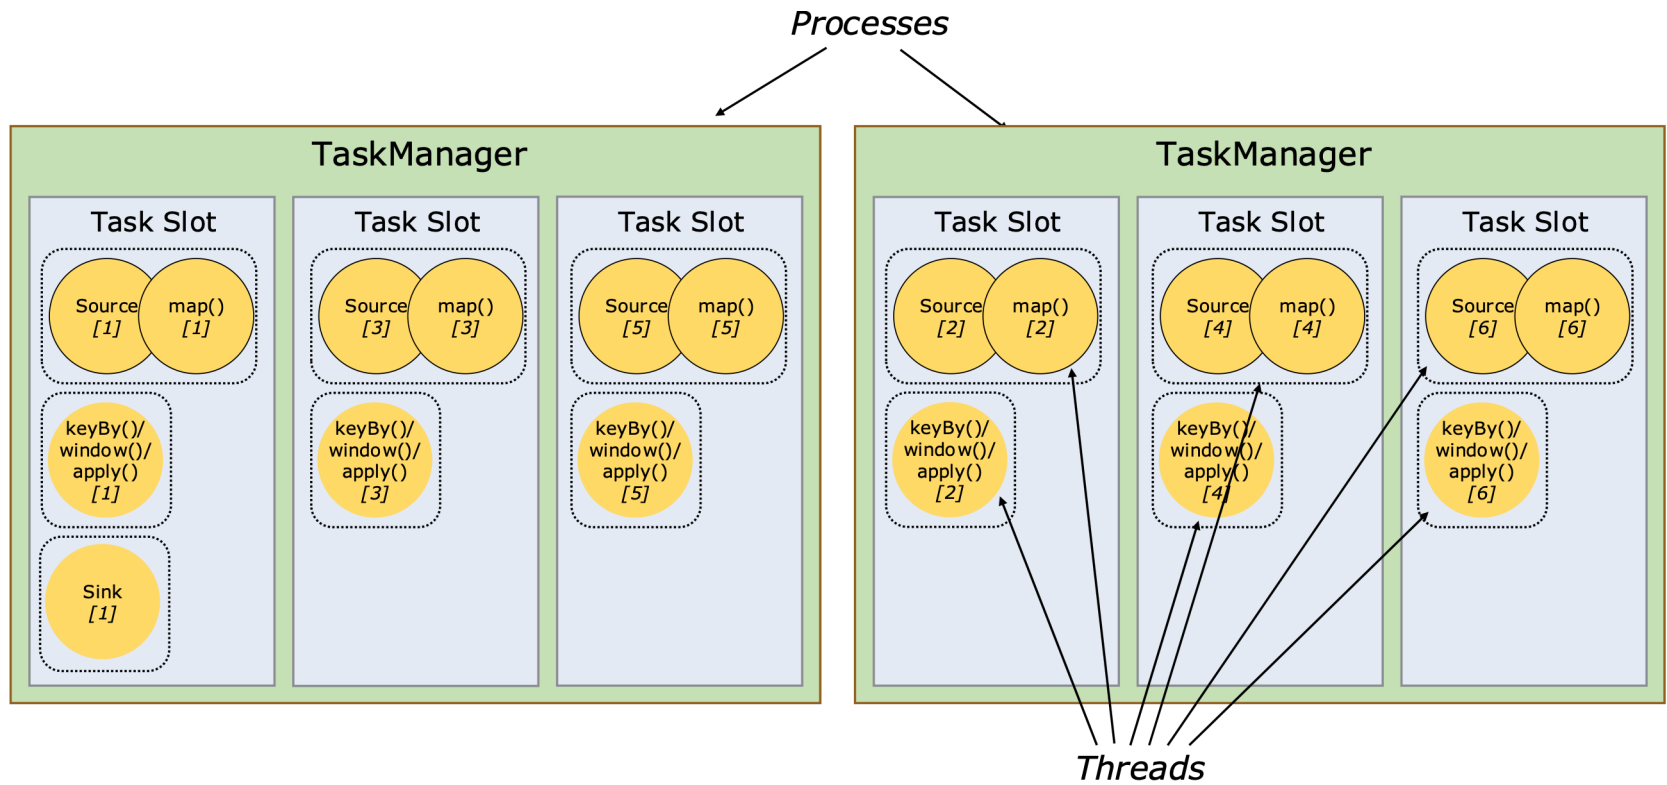 Processes
TaskManager
Task Slot
Source
[1]
map()
[1]
keyBy()/
window()/
apply()
[1]
Sink
[1]
Task Slot
Source
[3]
map()
[3]
keyBy()/
window()/
apply()
[3]
Task Slot
Source
[5]
map()
[5]
keyBy()/
window()/
apply()
[5]
TaskManager
Task Slot
Source
[2]
map()
[2]
keyBy()/
window()/
apply()
[2]
Task Slot
Source
[4]
map()
[4]
keyBy()/
window()/
apply()
[4]
Task Slot
Source
[6]
map()
[6]
keyBy()/
window()/
apply()
[6]
Threads